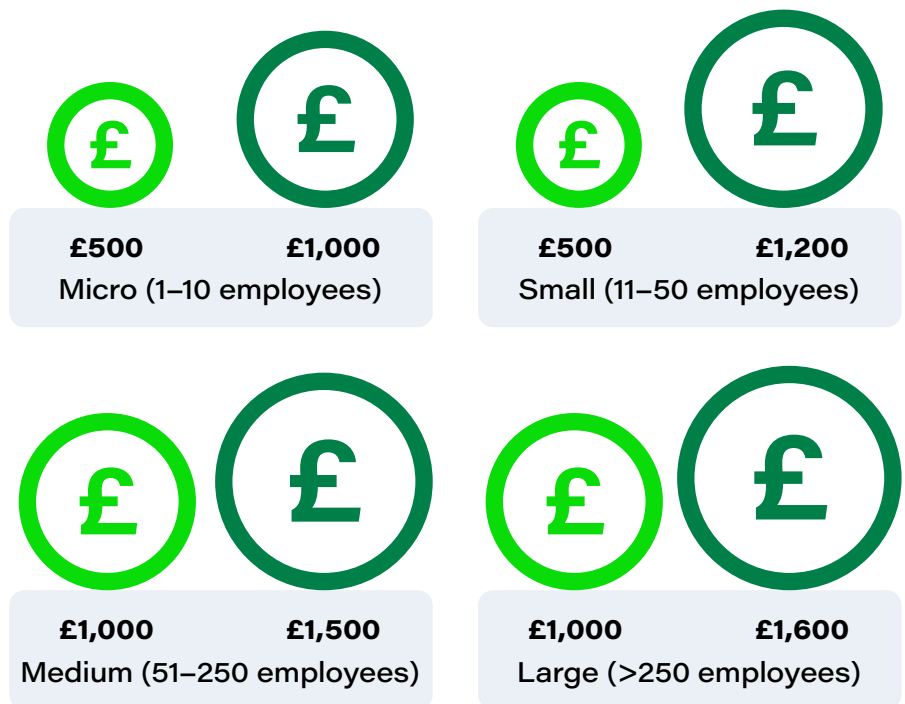 £ £ £ £
£500 £1,000 £500 £1,200
Micro (1–10 employees) Small (11–50 employees)
£ £ £ £
£1,000 £1,500 £1,000 £1,600
Medium (51–250 employees) Large (>250 employees)